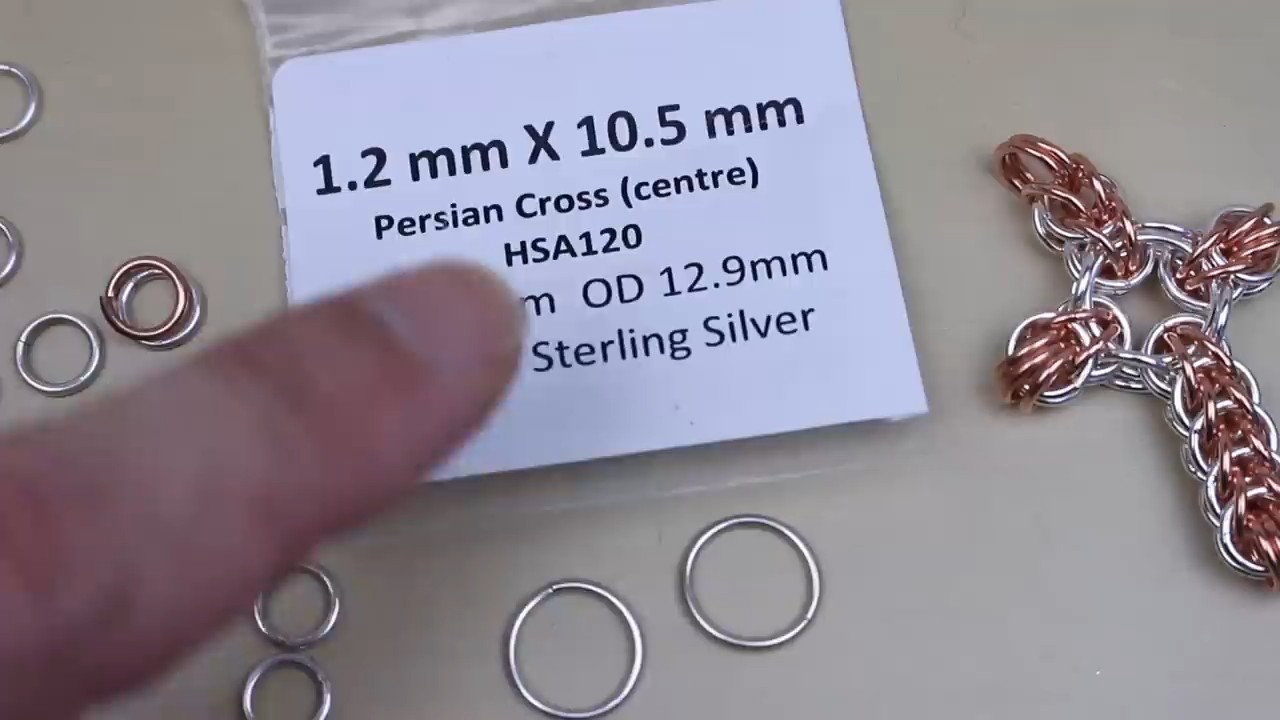 1.2 mm X 10.5 mm
Persian Cross (centre)
HSA120
m OD 12.9mm
Sterling Silver